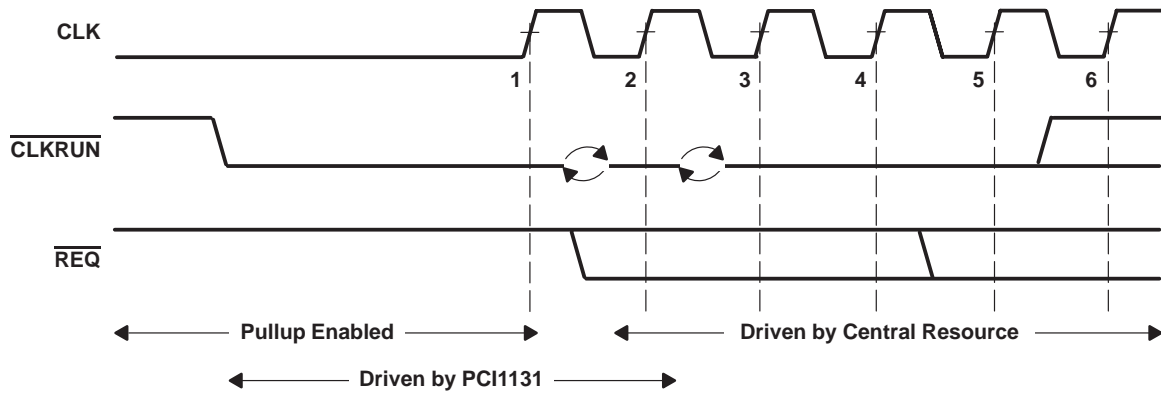 CLK
1 2 3 4 5 6
CLKRUN
REQ
Pullup Enabled
Driven by Central Resource
Driven by PCI1131